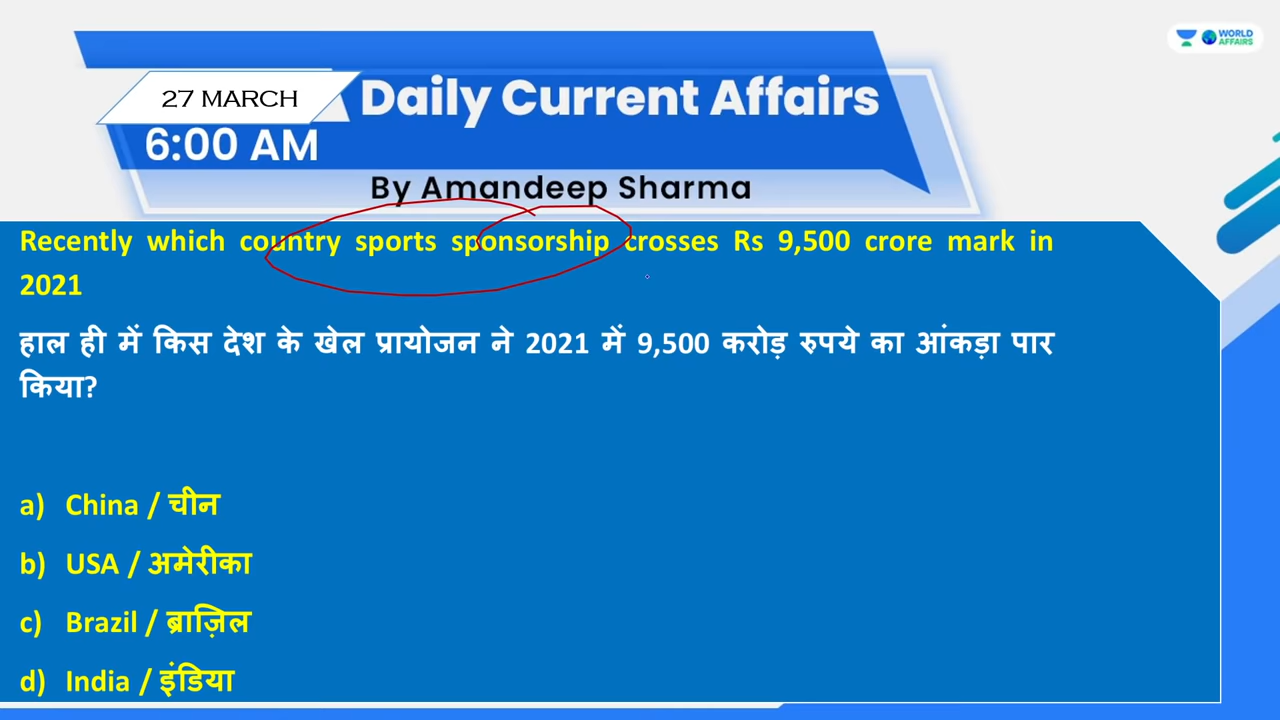 WORLD
AFFAIRS
27 MARCH
Daily Current Affairs
6:00 AM
By Amandeep Sharma
Recently which country sports sponsorship crosses Rs 9,500 crore mark in
2021
हाल ही में किस देश के खेल प्रायोजन ने 2021 में 9,500 करोड़ रुपये का आंकड़ा पार
किया?
a) China / चीन
b) USA / अमेरीका
c) Brazil / ब्राज़िल
d) India / इंडिया